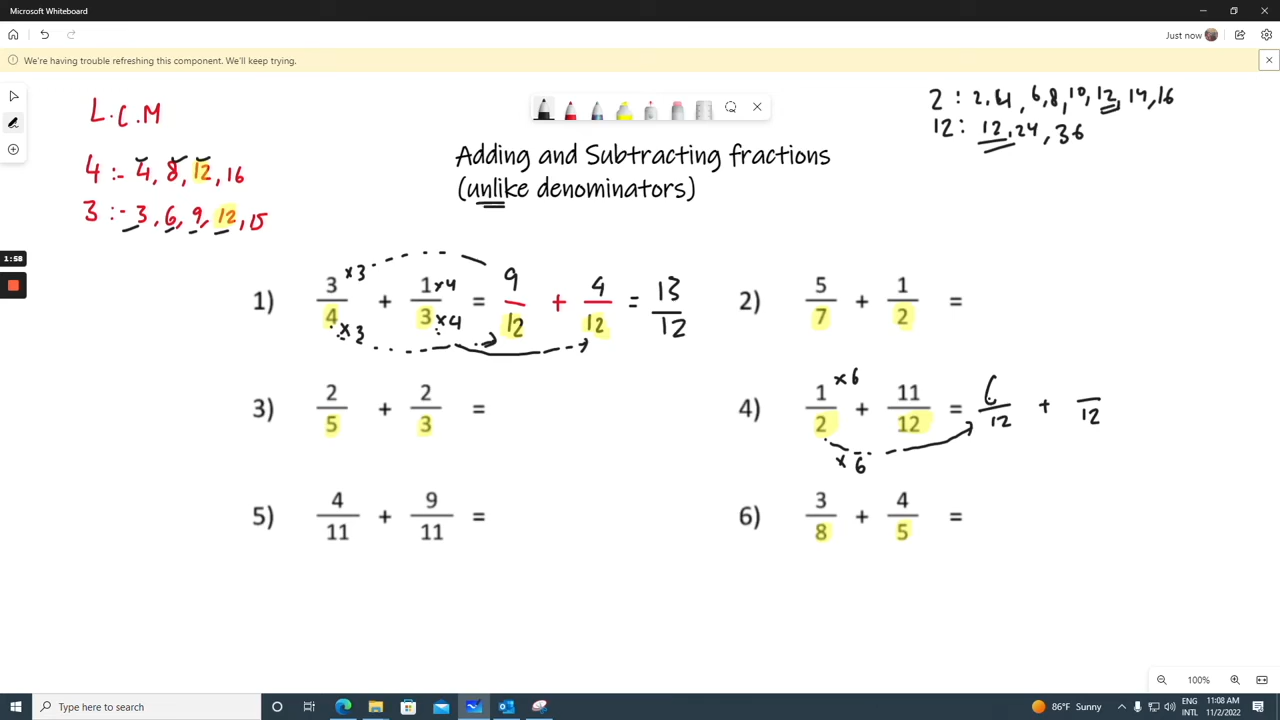 Microsoft Whiteboard
Just now
We're having trouble refreshing this component. We'll keep trying.
L.C.M
4 :- 4, 8, 12, 16
3 :- 3, 6, 9, 12, 15
2 : 2, 4, 6, 8, 10, 12, 14, 16
12: 12, 24, 36
Adding and Subtracting fractions
(unlike denominators)
1:58
1) 3/4 ×3 ×3 + 1/3 ×4 ×4 = 9/12 + 4/12 = 13/12
2) 5/7 + 1/2 =
3) 2/5 + 2/3 =
4) 1/2 ×6 ×6 + 11/12 = 6/12 + /12
5) 4/11 + 9/11 =
6) 3/8 + 4/5 =
100%
Type here to search
86°F Sunny
ENG
INTL
11:08 AM
11/2/2022